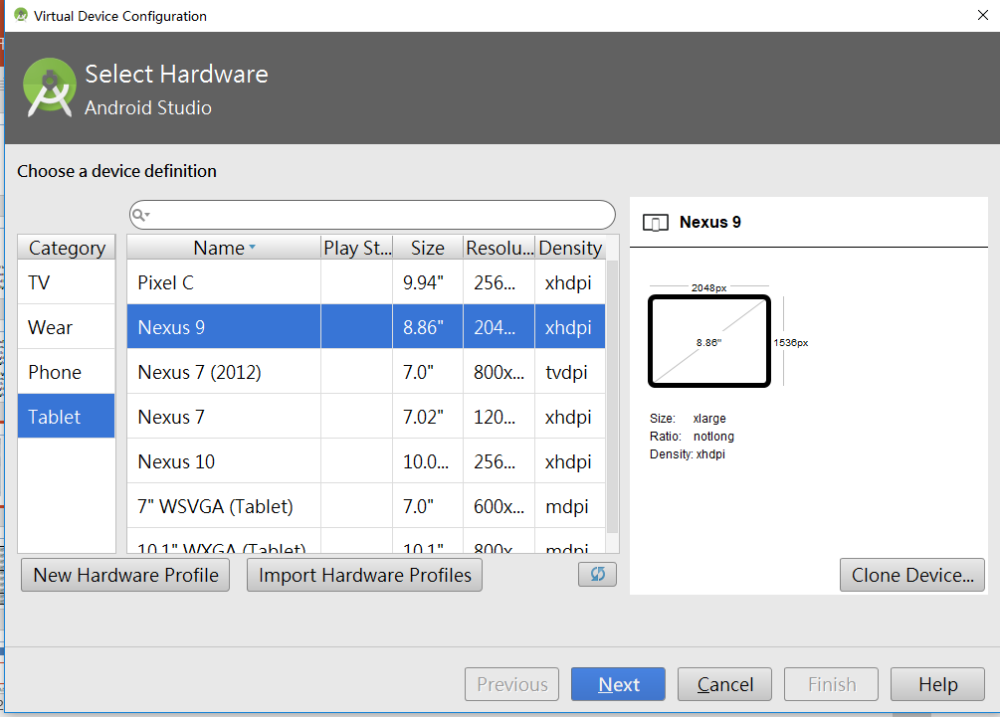 Virtual Device Configuration
Select Hardware
Android Studio
Choose a device definition
Category
TV
Wear
Phone
Tablet
Name Play St... Size Resolu... Density
Pixel C 9.94" 256... xhdpi
Nexus 9 8.86" 204... xhdpi
Nexus 7 (2012) 7.0" 800x... tvdpi
Nexus 7 7.02" 120... xhdpi
Nexus 10 10.0... 256... xhdpi
7" WSVGA (Tablet) 7.0" 600x... mdpi
10.1" WXGA (Tablet) 10.1" 800x... mdpi
New Hardware Profile Import Hardware Profiles
Nexus 9
2048px
8.86"
1536px
Size: xlarge
Ratio: notlong
Density: xhdpi
Clone Device...
Previous Next Cancel Finish Help